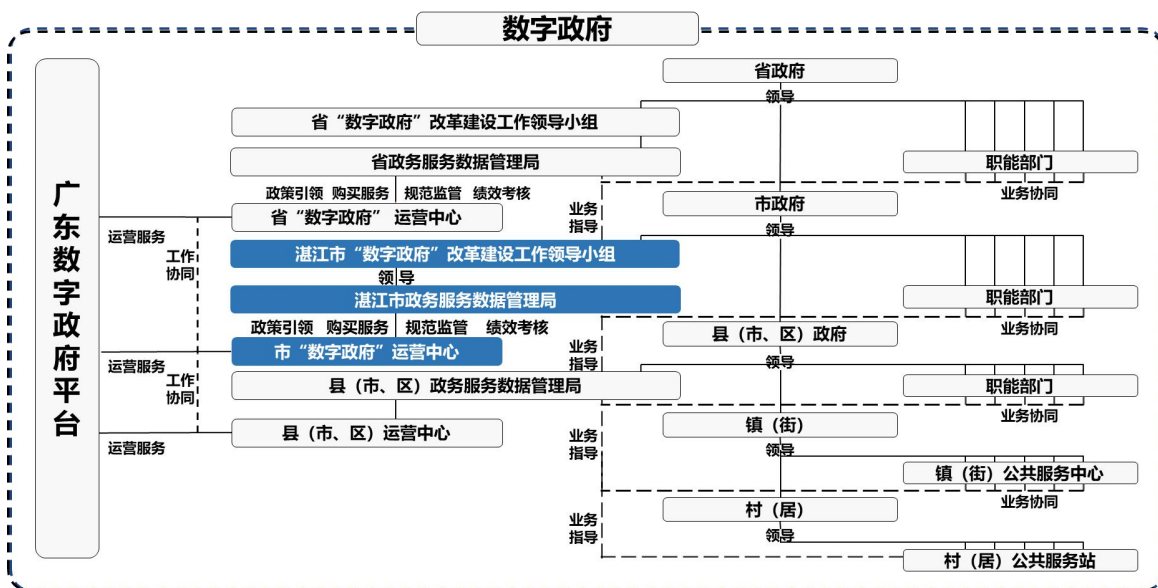 数字政府
广东数字政府平台
省政府
领导
省“数字政府”改革建设工作领导小组
省政务服务数据管理局
职能部门
政策引领 购买服务 规范监管 绩效考核
业务协同
省“数字政府” 运营中心
业务指导
市政府
运营服务
领导
工作协同
湛江市“数字政府”改革建设工作领导小组
领导
湛江市政务服务数据管理局
职能部门
政策引领 购买服务 规范监管 绩效考核
业务协同
县（市、区）政府
市“数字政府”运营中心
业务指导
运营服务
领导
工作协同
县（市、区）政务服务数据管理局
职能部门
业务协同
县（市、区）运营中心
镇（街）
业务指导
运营服务
领导
镇（街）公共服务中心
业务协同
村（居）
业务指导
领导
村（居）公共服务站